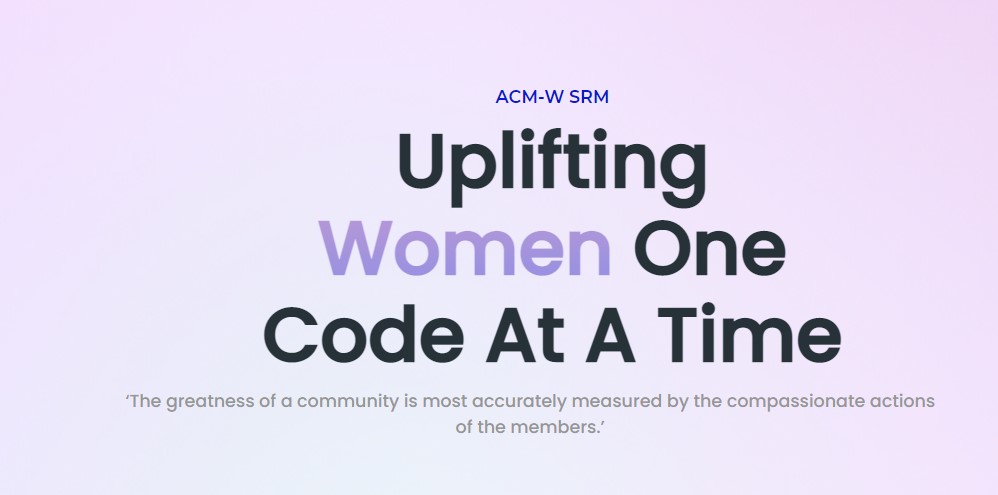 ACM-W SRM
Uplifting
Women One
Code At A Time
‘The greatness of a community is most accurately measured by the compassionate actions
of the members.’